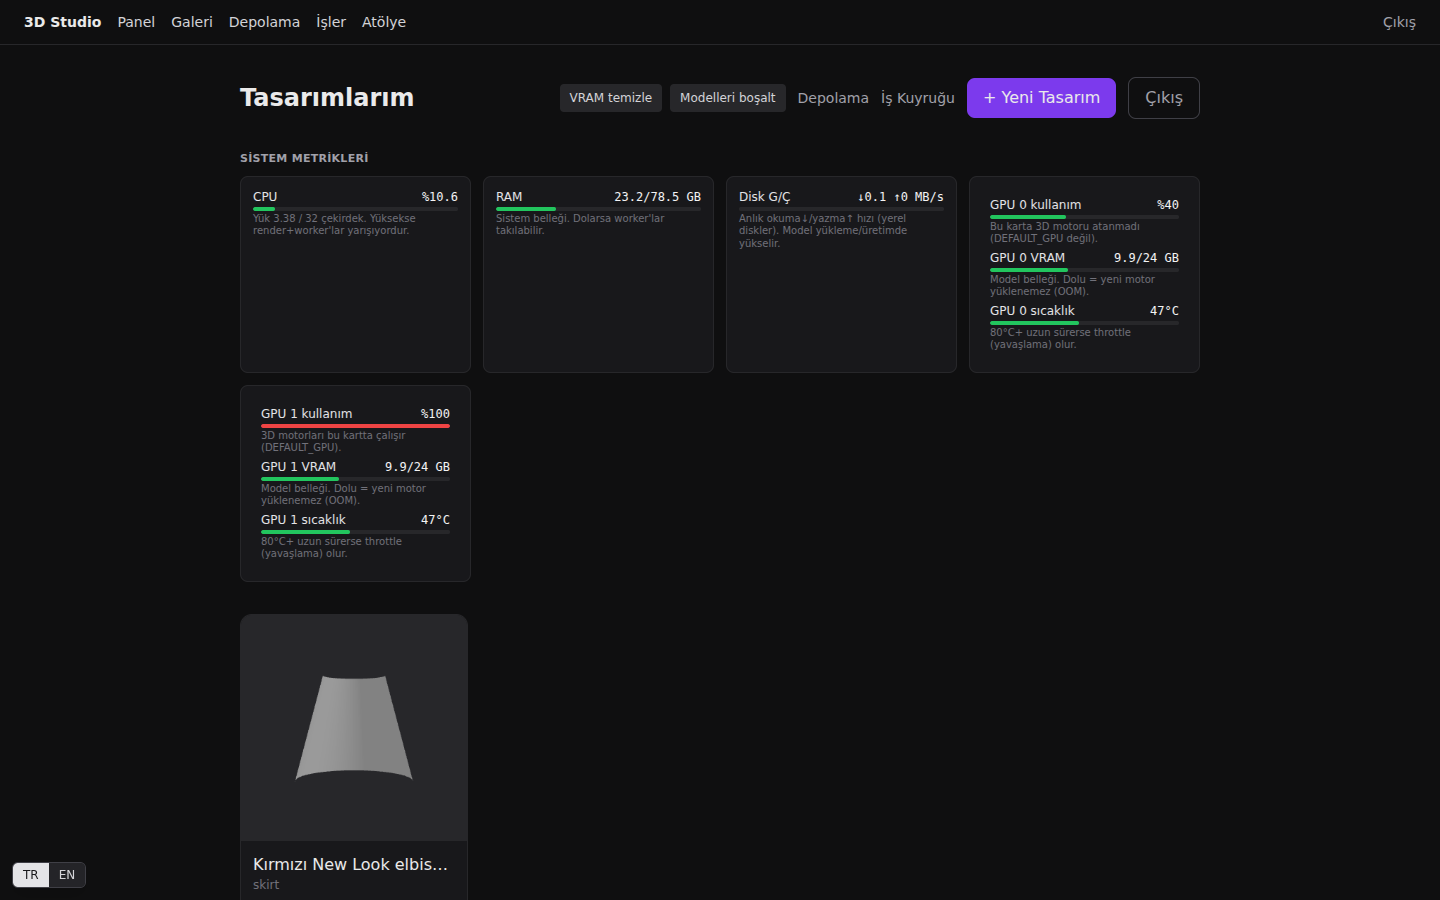 3D Studio Panel Galeri Depolama İşler Atölye Çıkış
Tasarımlarım VRAM temizle Modelleri boşalt Depolama İş Kuyruğu + Yeni Tasarım Çıkış
SİSTEM METRİKLERİ
CPU %10.6
Yük 3.38 / 32 çekirdek. Yüksekse
render+worker'lar yarışıyordur.
RAM 23.2/78.5 GB
Sistem belleği. Dolarsa worker'lar
takılabilir.
Disk G/Ç ↓0.1 ↑0 MB/s
Anlık okuma↓/yazma↑ hızı (yerel
diskler). Model yükleme/üretimde
yükselir.
GPU 0 kullanım %40
Bu karta 3D motoru atanmadı
(DEFAULT_GPU değil).
GPU 0 VRAM 9.9/24 GB
Model belleği. Dolu = yeni motor
yüklenemez (OOM).
GPU 0 sıcaklık 47°C
80°C+ uzun sürerse throttle
(yavaşlama) olur.
GPU 1 kullanım %100
3D motorları bu kartta çalışır
(DEFAULT_GPU).
GPU 1 VRAM 9.9/24 GB
Model belleği. Dolu = yeni motor
yüklenemez (OOM).
GPU 1 sıcaklık 47°C
80°C+ uzun sürerse throttle
(yavaşlama) olur.
Kırmızı New Look elbis...
skirt
TR EN